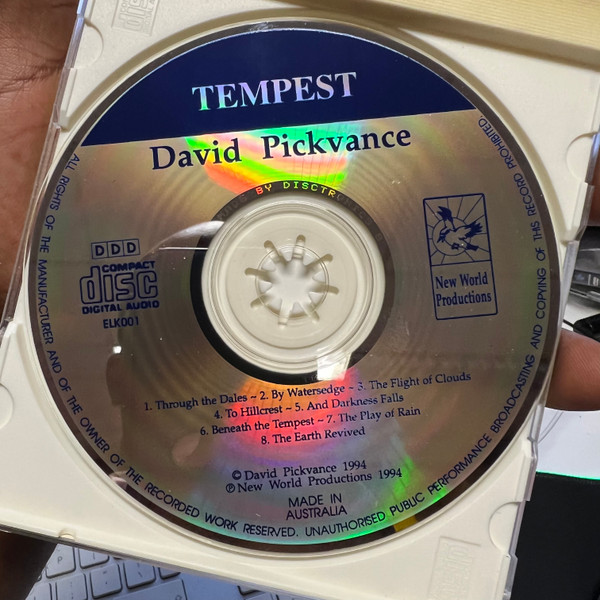 TEMPEST
David Pickvance
BY DISCTRON
DDD
COMPACT
disc
DIGITAL AUDIO
ELK001
New World
Productions
1. Through the Dales ~ 2. By Watersedge ~ 3. The Flight of Clouds
4. To Hillcrest ~ 5. And Darkness Falls
6. Beneath the Tempest ~ 7. The Play of Rain
8. The Earth Revived
© David Pickvance 1994
℗ New World Productions 1994
MADE IN
AUSTRALIA
ALL RIGHTS OF THE MANUFACTURER AND OF THE OWNER OF THE RECORDED WORK RESERVED. UNAUTHORISED PUBLIC PERFORMANCE BROADCASTING AND COPYING OF THIS RECORD PROHIBITED.